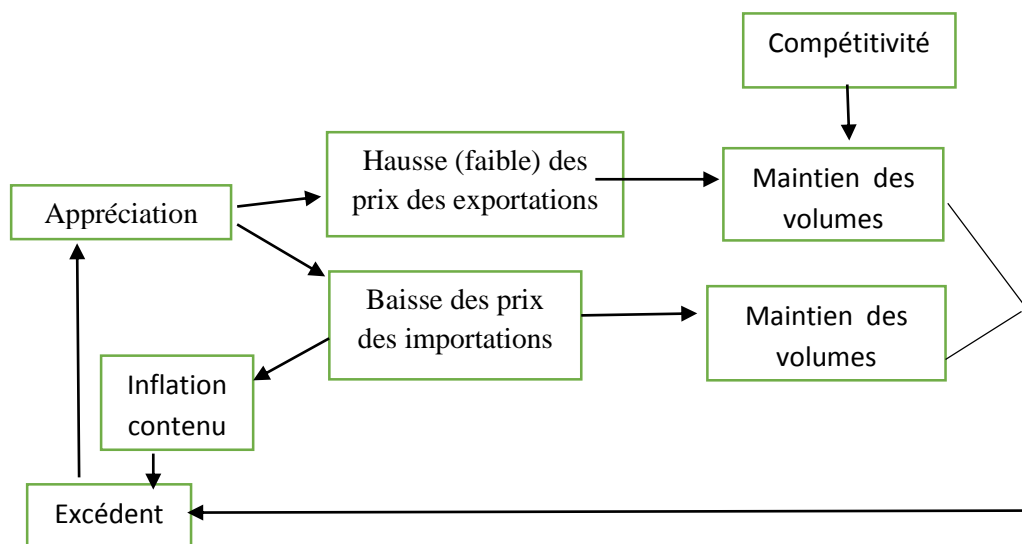 Compétitivité
Hausse (faible) des
prix des exportations
Maintien des
volumes
Appréciation
Baisse des prix
des importations
Maintien des
volumes
Inflation
contenu
Excédent